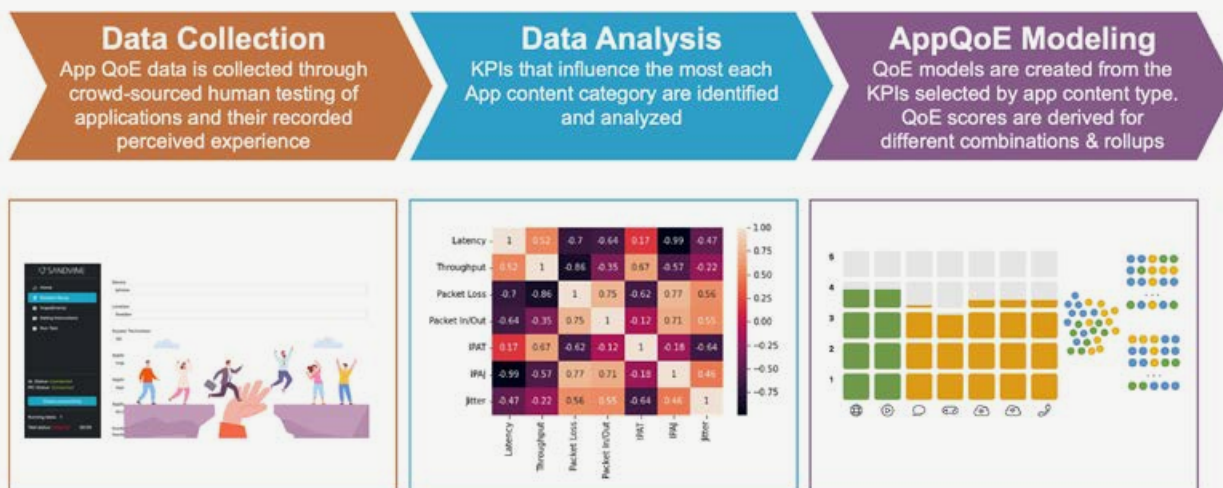 Data Collection
App QoE data is collected through
crowd-sourced human testing of
applications and their recorded
perceived experience
Data Analysis
KPIs that influence the most each
App content category are identified
and analyzed
AppQoE Modeling
QoE models are created from the
KPIs selected by app content type.
QoE scores are derived for
different combinations & rollups
SANDVINE
Home
Latency
1 0.52 -0.7 -0.64 0.17 -0.99 -0.47
Throughput
0.52 1 -0.86 -0.35 0.67 -0.57 -0.22
Packet Loss
-0.7 -0.86 1 0.75 -0.62 0.77 0.56
Packet In/Out
-0.64 -0.35 0.75 1 -0.12 0.71 0.55
IPAT
0.17 0.67 -0.62 -0.12 1 -0.18 -0.64
IPAJ
-0.99 -0.57 0.77 0.71 -0.18 1 0.46
Jitter
-0.47 -0.22 0.56 0.55 -0.64 0.46 1
Latency
Throughput
Packet Loss
Packet In/Out
IPAT
IPAJ
Jitter
1.00
0.75
0.50
0.25
0.00
-0.25
-0.50
-0.75
5
4
3
2
1